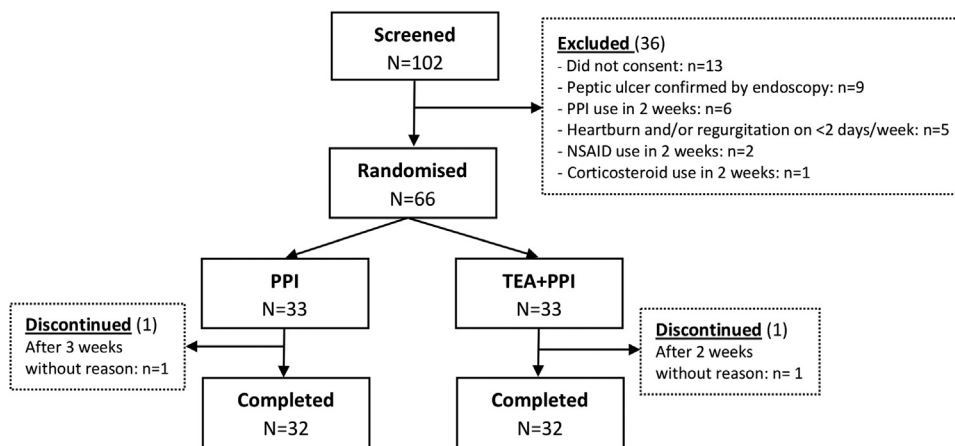 Screened
N=102
Excluded (36)
- Did not consent: n=13
- Peptic ulcer confirmed by endoscopy: n=9
- PPI use in 2 weeks: n=6
- Heartburn and/or regurgitation on <2 days/week: n=5
- NSAID use in 2 weeks: n=2
- Corticosteroid use in 2 weeks: n=1
Randomised
N=66
PPI
N=33
TEA+PPI
N=33
Discontinued (1)
After 3 weeks
without reason: n=1
Discontinued (1)
After 2 weeks
without reason: n= 1
Completed
N=32
Completed
N=32